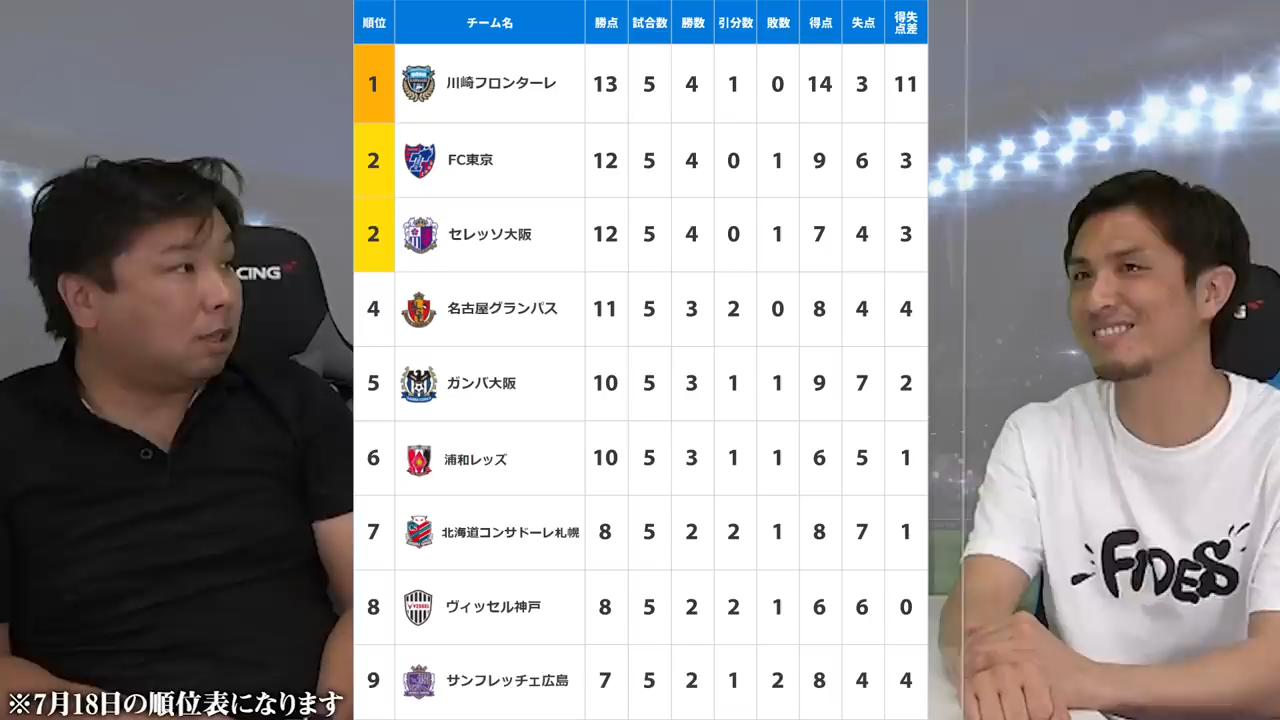 順位 チーム名 勝点 試合数 勝数 引分数 敗数 得点 失点 得失点差
1 川崎フロンターレ 13 5 4 1 0 14 3 11
2 FC東京 12 5 4 0 1 9 6 3
2 セレッソ大阪 12 5 4 0 1 7 4 3
4 名古屋グランパス 11 5 3 2 0 8 4 4
5 ガンバ大阪 10 5 3 1 1 9 7 2
6 浦和レッズ 10 5 3 1 1 6 5 1
7 北海道コンサドーレ札幌 8 5 2 2 1 8 7 1
8 ヴィッセル神戸 8 5 2 2 1 6 6 0
9 サンフレッチェ広島 7 5 2 1 2 8 4 4
CING
FIDES
※7月18日の順位表になります